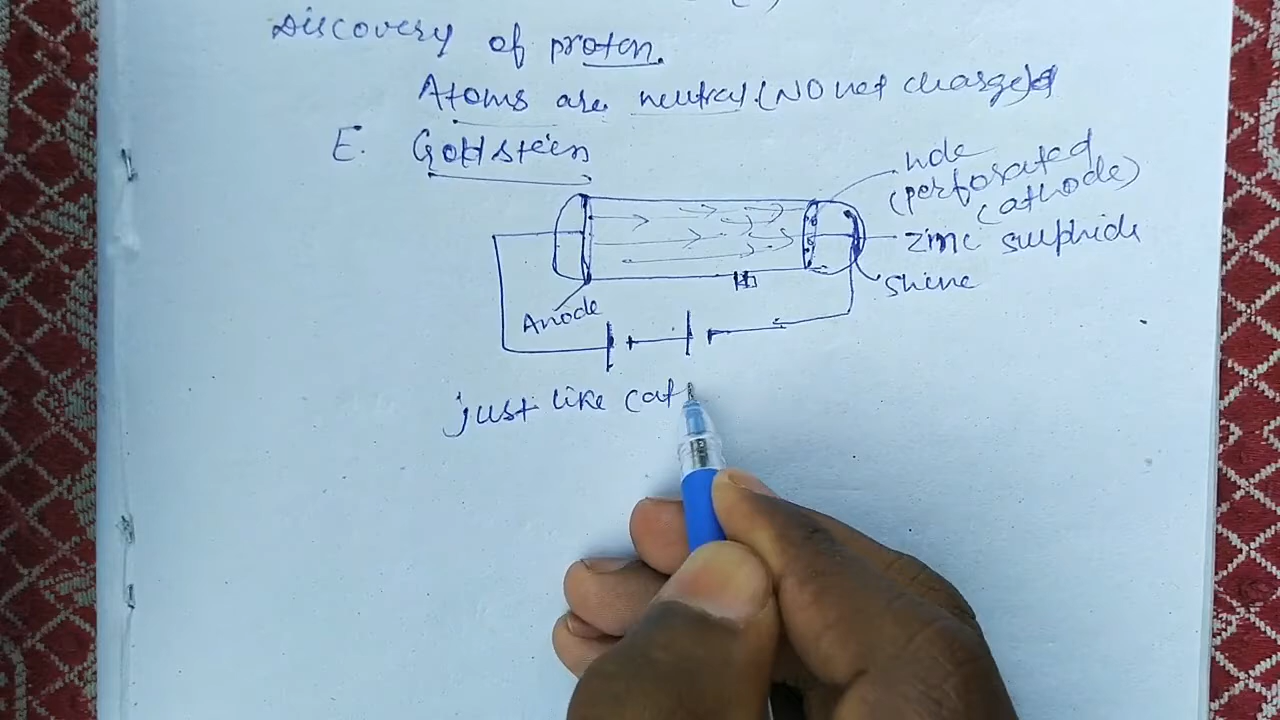 Discovery of proton.
Atoms are neutral. (NO net charge)
E. Goldstein
hole
(perforated
cathode)
zinc sulphide
shine
Anode
just like cat